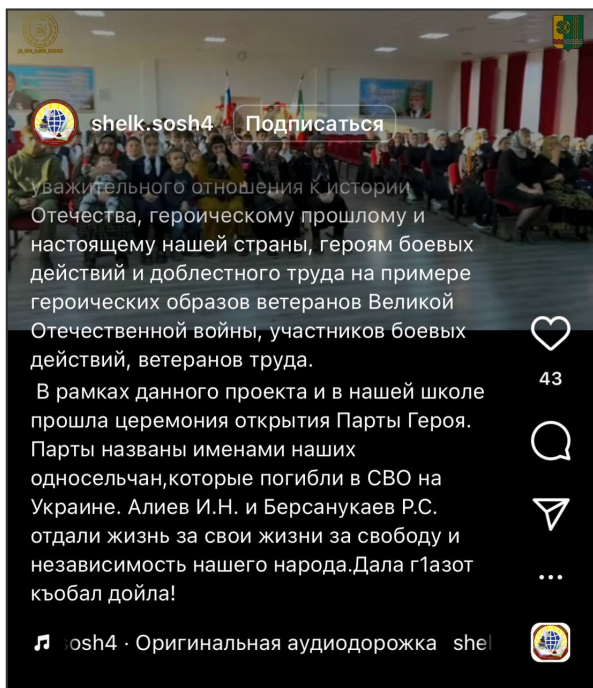 shelk.sosh4 Подписаться
уважительного отношения к истории
Отечества, героическому прошлому и
настоящему нашей страны, героям боевых
действий и доблестного труда на примере
героических образов ветеранов Великой
Отечественной войны, участников боевых
действий, ветеранов труда.
В рамках данного проекта и в нашей школе
прошла церемония открытия Парты Героя.
Парты названы именами наших
односельчан,которые погибли в СВО на
Украине. Алиев И.Н. и Берсанукаев Р.С.
отдали жизнь за свои жизни за свободу и
независимость нашего народа.Дала г1азот
къобал дойла!
43
sosh4 · Оригинальная аудиодорожка shel